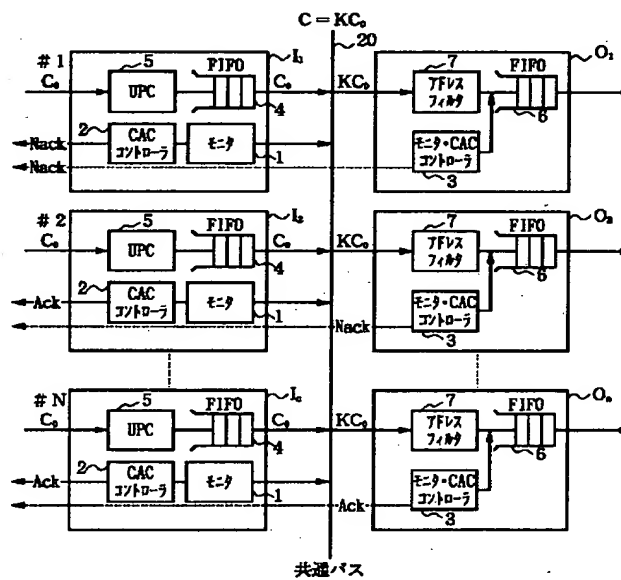 C=KC₀
20
#1
C₀
5
UPC
FIFO
4
I₁
C₀
KC₀
7
アドレス
フィルタ
FIFO
6
O₁
Nack
2
CAC
コントローラ
モニタ
1
モニタ・CAC
コントローラ
3
Nack
#2
C₀
5
UPC
FIFO
4
I₂
C₀
KC₀
7
アドレス
フィルタ
FIFO
6
O₂
Ack
2
CAC
コントローラ
モニタ
1
モニタ・CAC
コントローラ
3
Nack
#N
C₀
5
UPC
FIFO
4
C₀
KC₀
7
アドレス
フィルタ
FIFO
6
Oₙ
Ack
2
CAC
コントローラ
モニタ
1
モニタ・CAC
コントローラ
3
Ack
共通バス